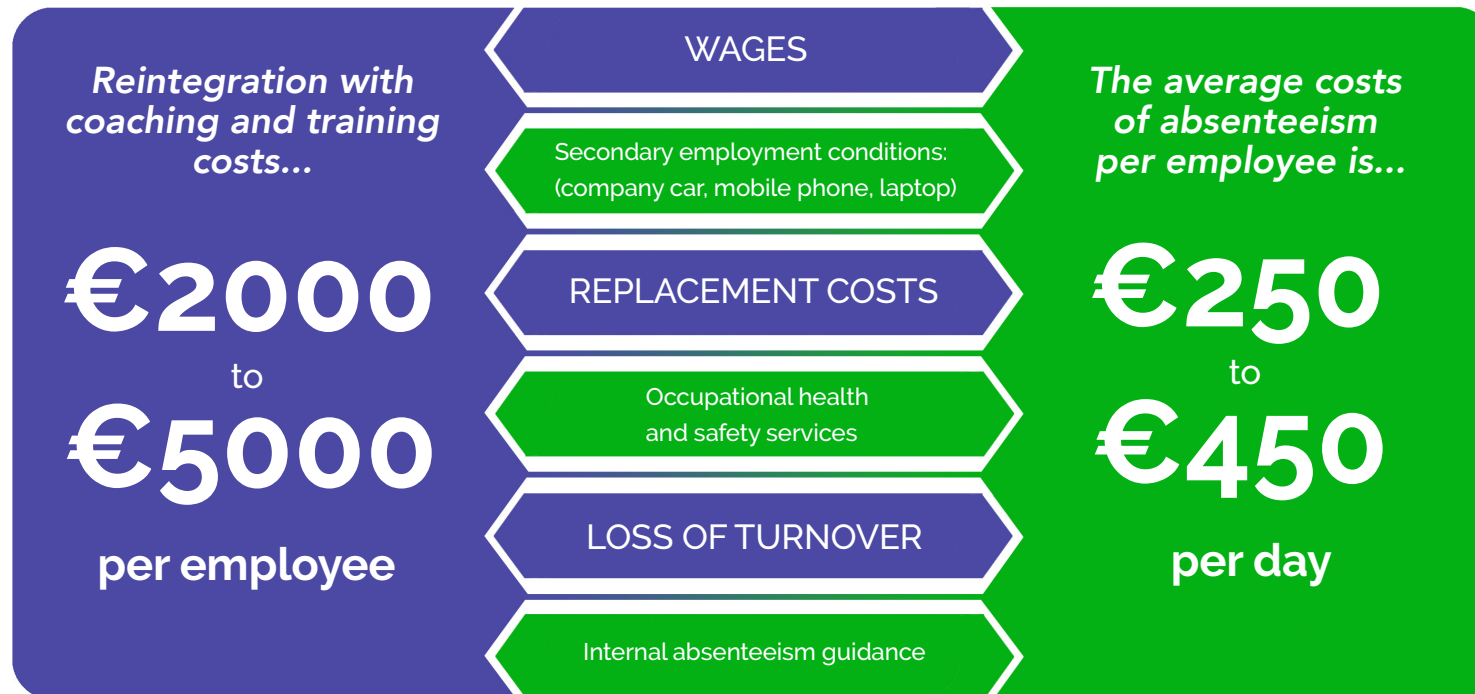 Reintegration with
coaching and training
costs...
€2000
to
€5000
per employee
WAGES
Secondary employment conditions:
(company car, mobile phone, laptop)
REPLACEMENT COSTS
Occupational health
and safety services
LOSS OF TURNOVER
Internal absenteeism guidance
The average costs
of absenteeism
per employee is...
€250
to
€450
per day